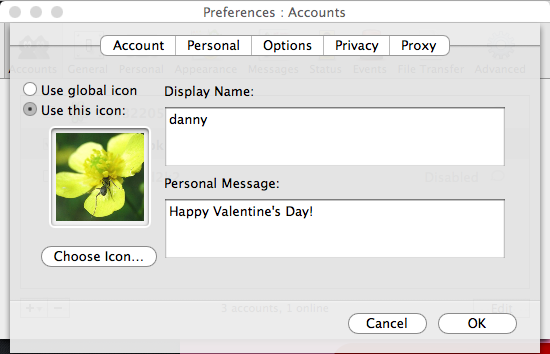 Preferences : Accounts
Account Personal Options Privacy Proxy
Accounts General Personal Appearance Messages Status Events File Transfer Advanced
Use global icon
Display Name:
Use this icon:
danny
Disabled
Personal Message:
Happy Valentine's Day!
Choose Icon...
3 accounts, 1 online
Edit
Cancel OK